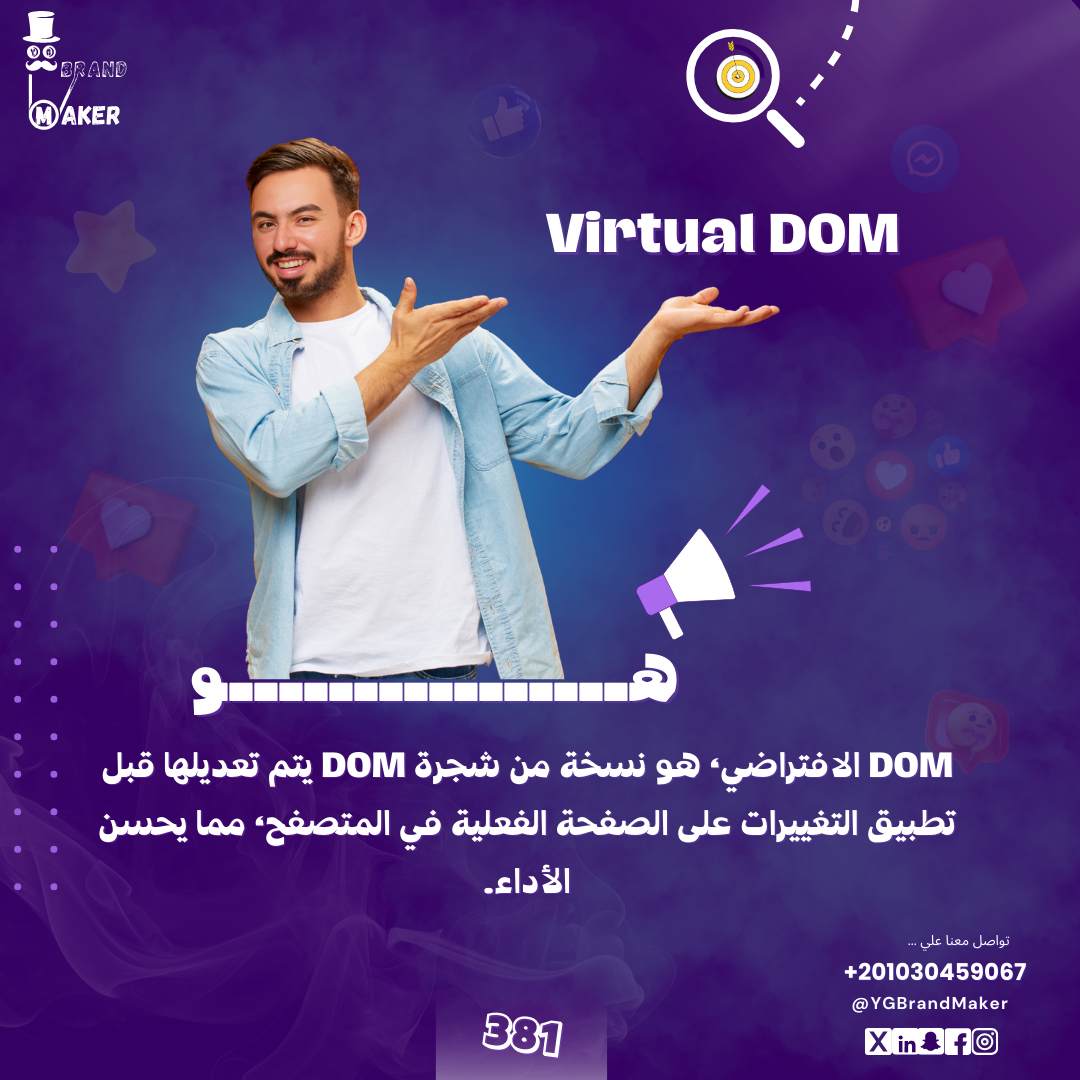 BRAND
MAKER
Virtual DOM
هـــــــــــــــــو
DOM الافتراضي، هو نسخة من شجرة DOM يتم تعديلها قبل
تطبيق التغييرات على الصفحة الفعلية في المتصفح، مما يحسن
الأداء.
تواصل معنا علي ...
+201030459067
@YGBrandMaker
381